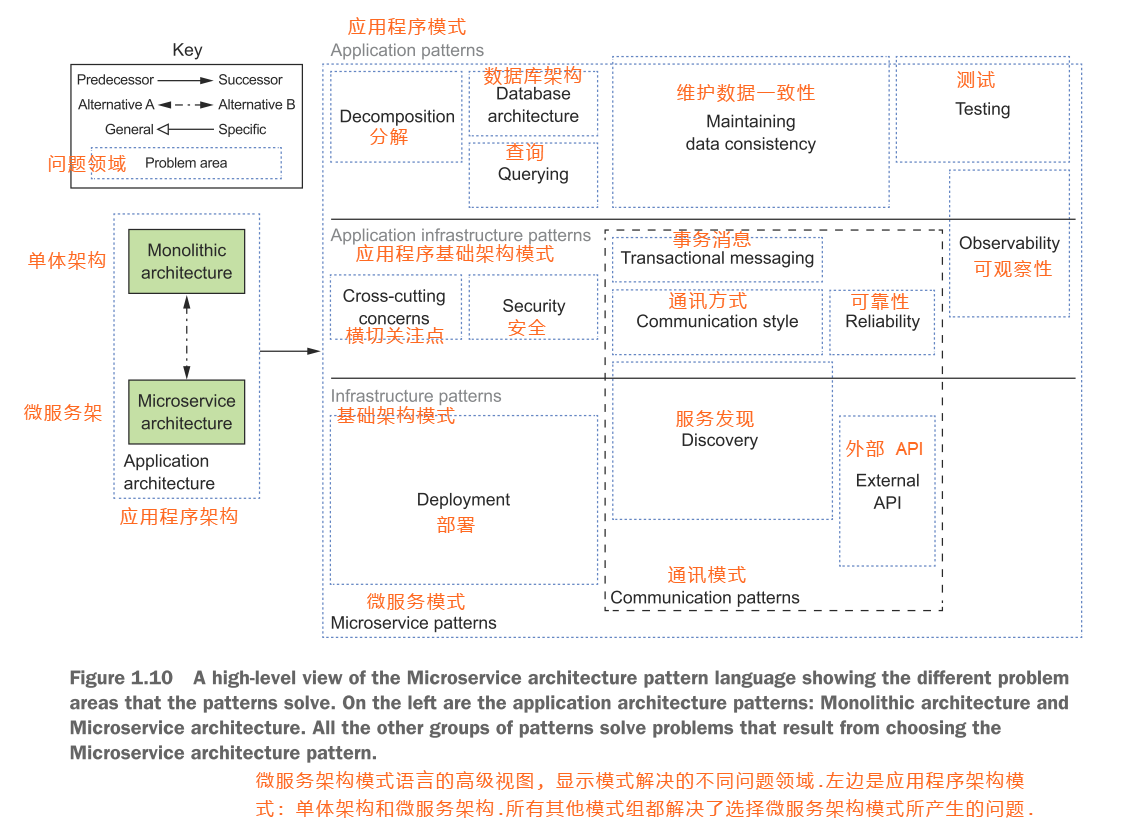 应用程序模式
Application patterns
Key
Predecessor
Successor
Alternative A
Alternative B
General
Specific
问题领域
Problem area
Decomposition
分解
数据库架构
Database
architecture
查询
Querying
维护数据一致性
Maintaining
data consistency
测试
Testing
单体架构
Monolithic
architecture
微服务架
Microservice
architecture
Application
architecture
应用程序架构
Application infrastructure patterns
应用程序基础架构模式
Cross-cutting
concerns
横切关注点
Security
安全
事务消息
Transactional messaging
通讯方式
Communication style
可靠性
Reliability
Observability
可观察性
Infrastructure patterns
基础架构模式
Deployment
部署
服务发现
Discovery
外部 API
External
API
通讯模式
Communication patterns
微服务模式
Microservice patterns
Figure 1.10 A high-level view of the Microservice architecture pattern language showing the different problem
areas that the patterns solve. On the left are the application architecture patterns: Monolithic architecture and
Microservice architecture. All the other groups of patterns solve problems that result from choosing the
Microservice architecture pattern.
微服务架构模式语言的高级视图，显示模式解决的不同问题领域.左边是应用程序架构模
式：单体架构和微服务架构.所有其他模式组都解决了选择微服务架构模式所产生的问题.